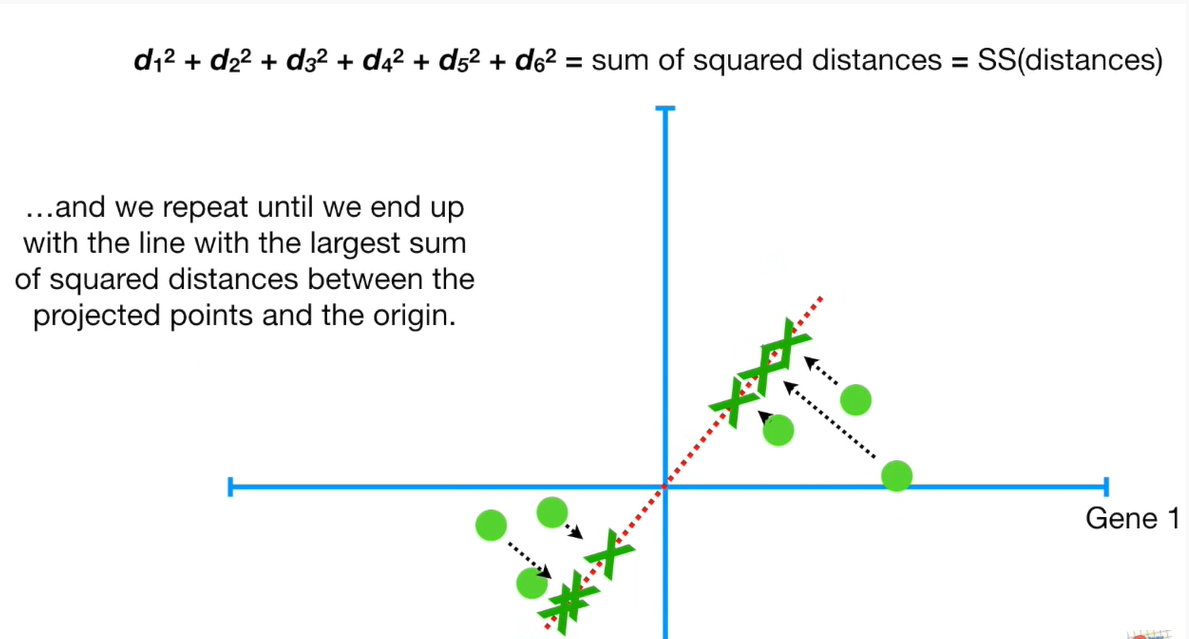 d₁² + d₂² + d₃² + d₄² + d₅² + d₆² = sum of squared distances = SS(distances)
…and we repeat until we end up
with the line with the largest sum
of squared distances between the
projected points and the origin.
Gene 1